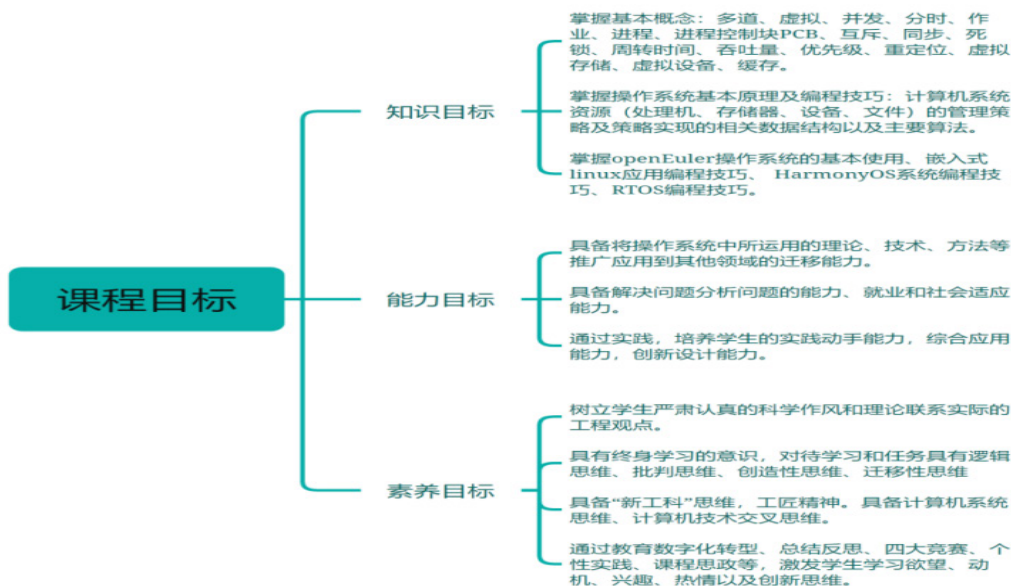 课程目标
知识目标
掌握基本概念：多道、虚拟、并发、分时、作
业、进程、进程控制块PCB、互斥、同步、死
锁、周转时间、吞吐量、优先级、重定位、虚拟
存储、虚拟设备、缓存。
掌握操作系统基本原理及编程技巧：计算机系统
资源（处理机、存储器、设备、文件）的管理策
略及策略实现的相关数据结构以及主要算法。
掌握openEuler操作系统的基本使用、嵌入式
linux应用编程技巧、 HarmonyOS系统编程技
巧、RTOS编程技巧。
能力目标
具备将操作系统中所运用的理论、技术、方法等
推广应用到其他领域的迁移能力。
具备解决问题分析问题的能力、就业和社会适应
能力。
通过实践，培养学生的实践动手能力，综合应用
能力，创新设计能力。
素养目标
树立学生严肃认真的科学作风和理论联系实际的
工程观点。
具有终身学习的意识，对待学习和任务具有逻辑
思维、批判思维、创造性思维、迁移性思维
具备“新工科”思维，工匠精神。具备计算机系统
思维、计算机技术交叉思维。
通过教育数字化转型、总结反思、四大竞赛、个
性实践、课程思政等，激发学生学习欲望、动
机、兴趣、热情以及创新思维。